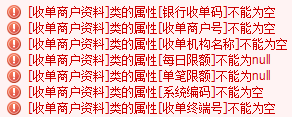 [收单商户资料]类的属性[银行收单码]不能为空
[收单商户资料]类的属性[收单商户号]不能为空
[收单商户资料]类的属性[收单机构名称]不能为空
[收单商户资料]类的属性[每日限额]不能为null
[收单商户资料]类的属性[单笔限额]不能为null
[收单商户资料]类的属性[系统编码]不能为空
[收单商户资料]类的属性[收单终端号]不能为空